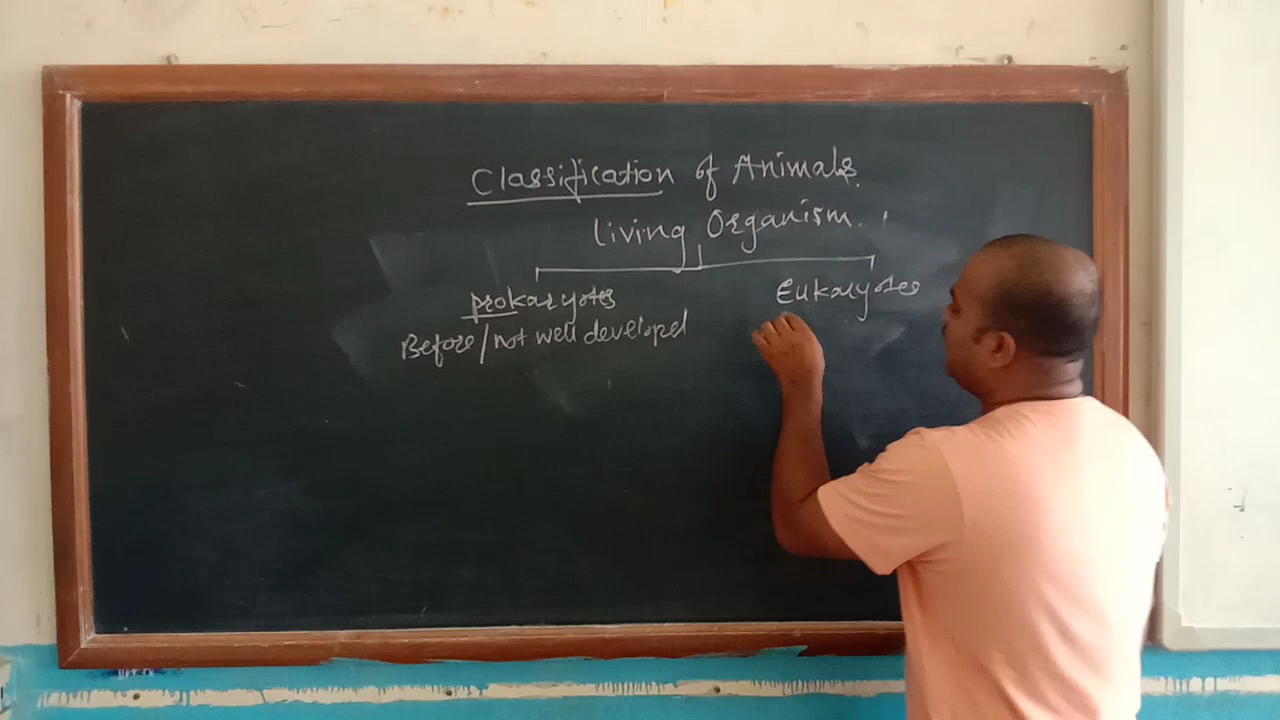 Classification of Animals.
Living Organism.
prokaryotes
Eukaryotes
Before/not well developed